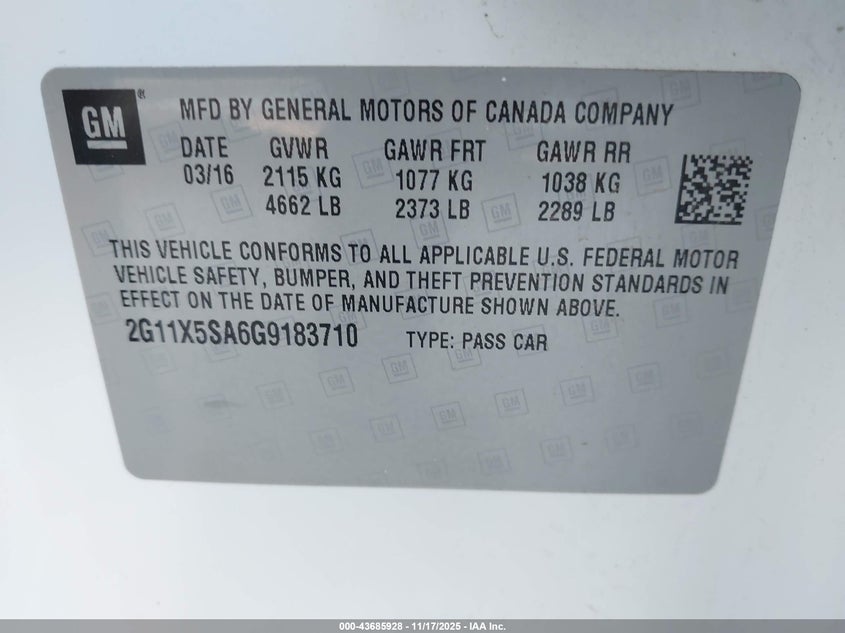 GM
MFD BY GENERAL MOTORS OF CANADA COMPANY
DATE GVWR GAWR FRT GAWR RR
03/16 2115 KG 1077 KG 1038 KG
4662 LB 2373 LB 2289 LB
THIS VEHICLE CONFORMS TO ALL APPLICABLE U.S. FEDERAL MOTOR
VEHICLE SAFETY, BUMPER, AND THEFT PREVENTION STANDARDS IN
EFFECT ON THE DATE OF MANUFACTURE SHOWN ABOVE.
2G11X5SA6G9183710 TYPE: PASS CAR
000-43685928 - 11/17/2025 - IAA Inc.